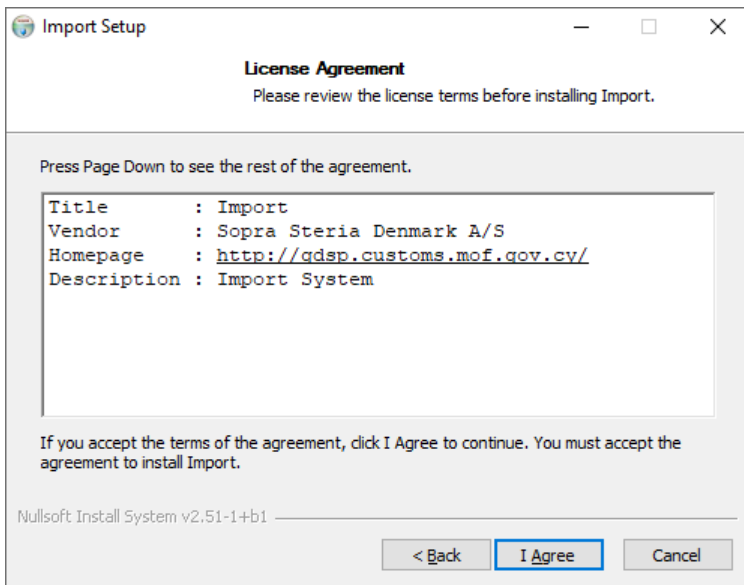 Import Setup
License Agreement
Please review the license terms before installing Import.
Press Page Down to see the rest of the agreement.
Title : Import
Vendor : Sopra Steria Denmark A/S
Homepage : http://gdsp.customs.mof.gov.cy/
Description : Import System
If you accept the terms of the agreement, click I Agree to continue. You must accept the
agreement to install Import.
Nullsoft Install System v2.51-1+b1
< Back I Agree Cancel